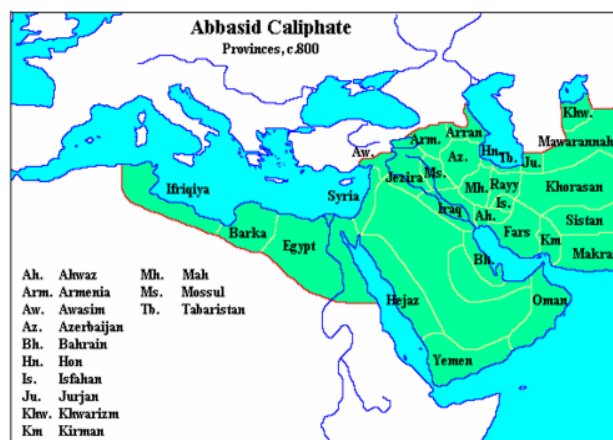 Abbasid Caliphate
Provinces, c.800
Khw.
Mawarannah
Arm.
Arran
Aw.
Az.
Hn.
Tb.
Ju.
Jezira
Ms.
Mh.
Rayy
Khorasan
Ifriqiya
Syria
Iraq
Is.
Ah.
Sistan
Barka
Egypt
Fars
Km
Makra
Bh.
Hejaz
Oman
Yemen
Ah. Ahwaz
Arm. Armenia
Aw. Awasim
Az. Azerbaijan
Bh. Bahrain
Hn. Hon
Is. Isfahan
Ju. Jurjan
Khw. Khwarizm
Km Kirman
Mh. Mah
Ms. Mossul
Tb. Tabaristan